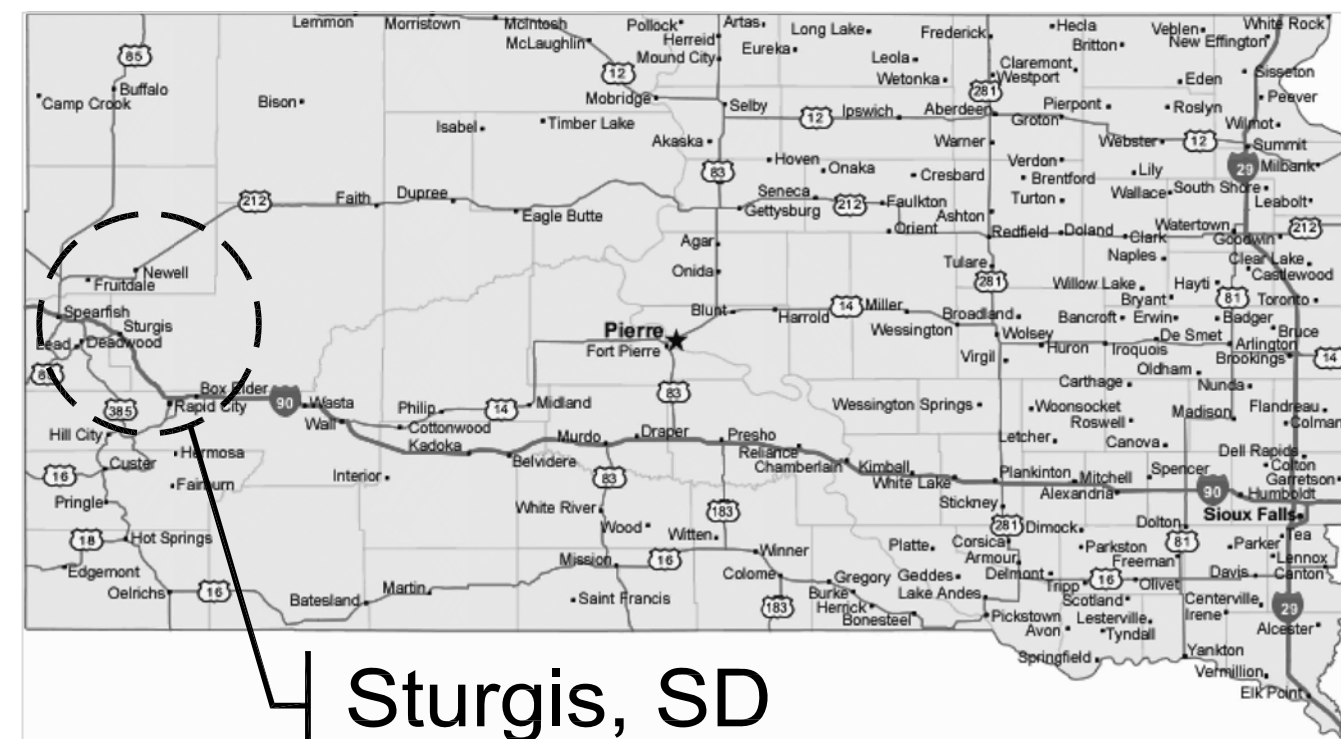 Lemmon Morristown McIntosh Pollock Artas Long Lake Frederick Hecla Veblen White Rock
McLaughlin Herreid Eureka Britton New Effington
85 Mound City Leola Claremont
12 Wetonka Westport Eden Sisseton
Buffalo 281 Peever
Camp Crook Bison Mobridge Selby Ipswich Aberdeen Pierpont Roslyn
12 Groton Wilmot
Isabel Timber Lake Akaska Warner Webster 12 Summit
83 Hoven Onaka Cresbard Verdon Lily 29 Milbank
Brentford
212 Faith Dupree Seneca 212 Faulkton Turton Wallace South Shore Leabolt
Eagle Butte Gettysburg Ashton
Orient Redfield Doland Clark Watertown 212
Agar Naples Goodwin
Newell Onida Tulare Clear Lake
Fruitdale 281 Willow Lake Hayti Castlewood
Bryant 81 Toronto
Spearfish Blunt Harrold 14 Miller Broadland Bancroft Erwin Badger
Sturgis Pierre Wessington Wolsey De Smet Bruce
Lead Deadwood Fort Pierre Virgil Huron Iroquois Arlington
Brookings 14
8 Oldham
385 Box Elder 90 Wasta Philip 14 Midland 83 Wessington Springs Carthage Nunda
Rapid City Wall Cottonwood Woonsocket Madison Flandreau
Roswell Colman
Hill City Hermosa Kadoka Murdo Draper Presho Letcher Canova
Reliance Dell Rapids
Custer Belvidere Chamberlain Kimball Plankinton Mitchell Spencer Colton
16 Fairburn Interior 83 White Lake Alexandria 90 Garretson
Humboldt
Pringle White River 183 Stickney Sioux Falls
18 Hot Springs Wood Witten 281 Dimock Dolton Tea
Corsica 81
Mission 16 Winner Platte Armour Parkston Freeman Parker Lennox
Edgemont Colome Gregory Geddes Delmont Tripp 16 Olivet Davis Canton
Oelrichs 16 Batesland Martin Saint Francis Burke Lake Andes Scotland Centerville 29
183 Herrick Irene
Bonesteel Pickstown Lesterville Alcester
Avon Tyndall
Springfield Yankton
Vermillion
Elk Point
Sturgis, SD